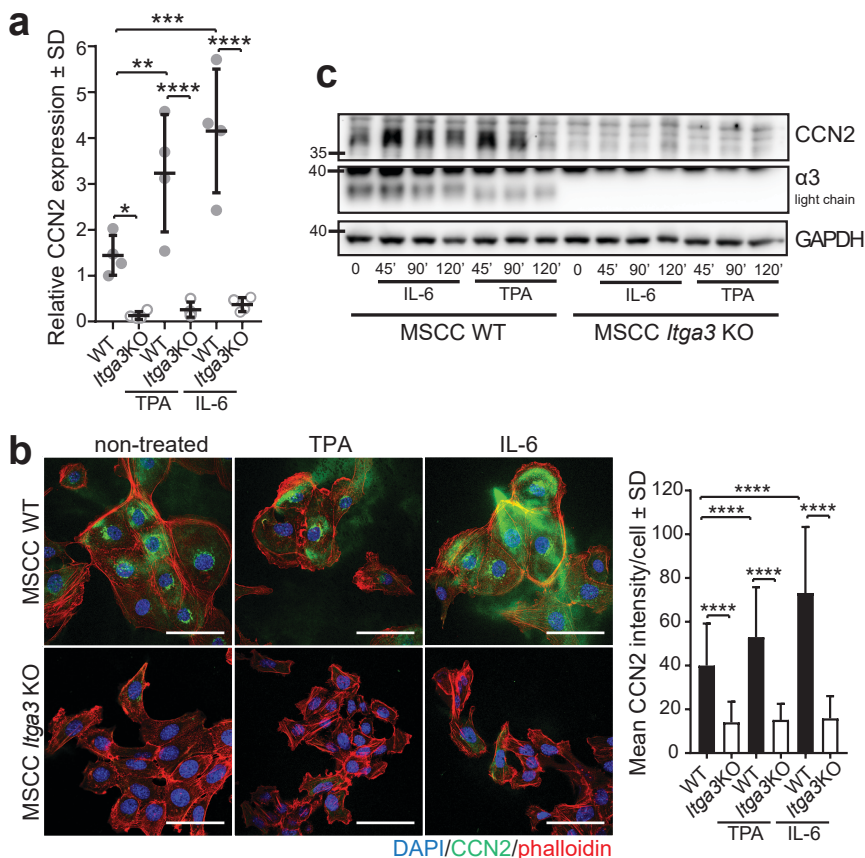 a
Relative CCN2 expression ± SD
6
5
4
3
2
1
0
*
**
***
****
****
WT
Itga3KO
WT
Itga3KO
WT
Itga3KO
TPA
IL-6
c
35
40
40
CCN2
α3
light chain
GAPDH
0 45' 90' 120' 45' 90' 120' 0 45' 90' 120' 45' 90' 120'
IL-6 TPA IL-6 TPA
MSCC WT MSCC Itga3 KO
b
non-treated TPA IL-6
MSCC WT
MSCC Itga3 KO
DAPI/CCN2/phalloidin
Mean CCN2 intensity/cell ± SD
120
100
80
60
40
20
0
****
****
****
****
****
WT
Itga3KO
WT
Itga3KO
WT
Itga3KO
TPA
IL-6